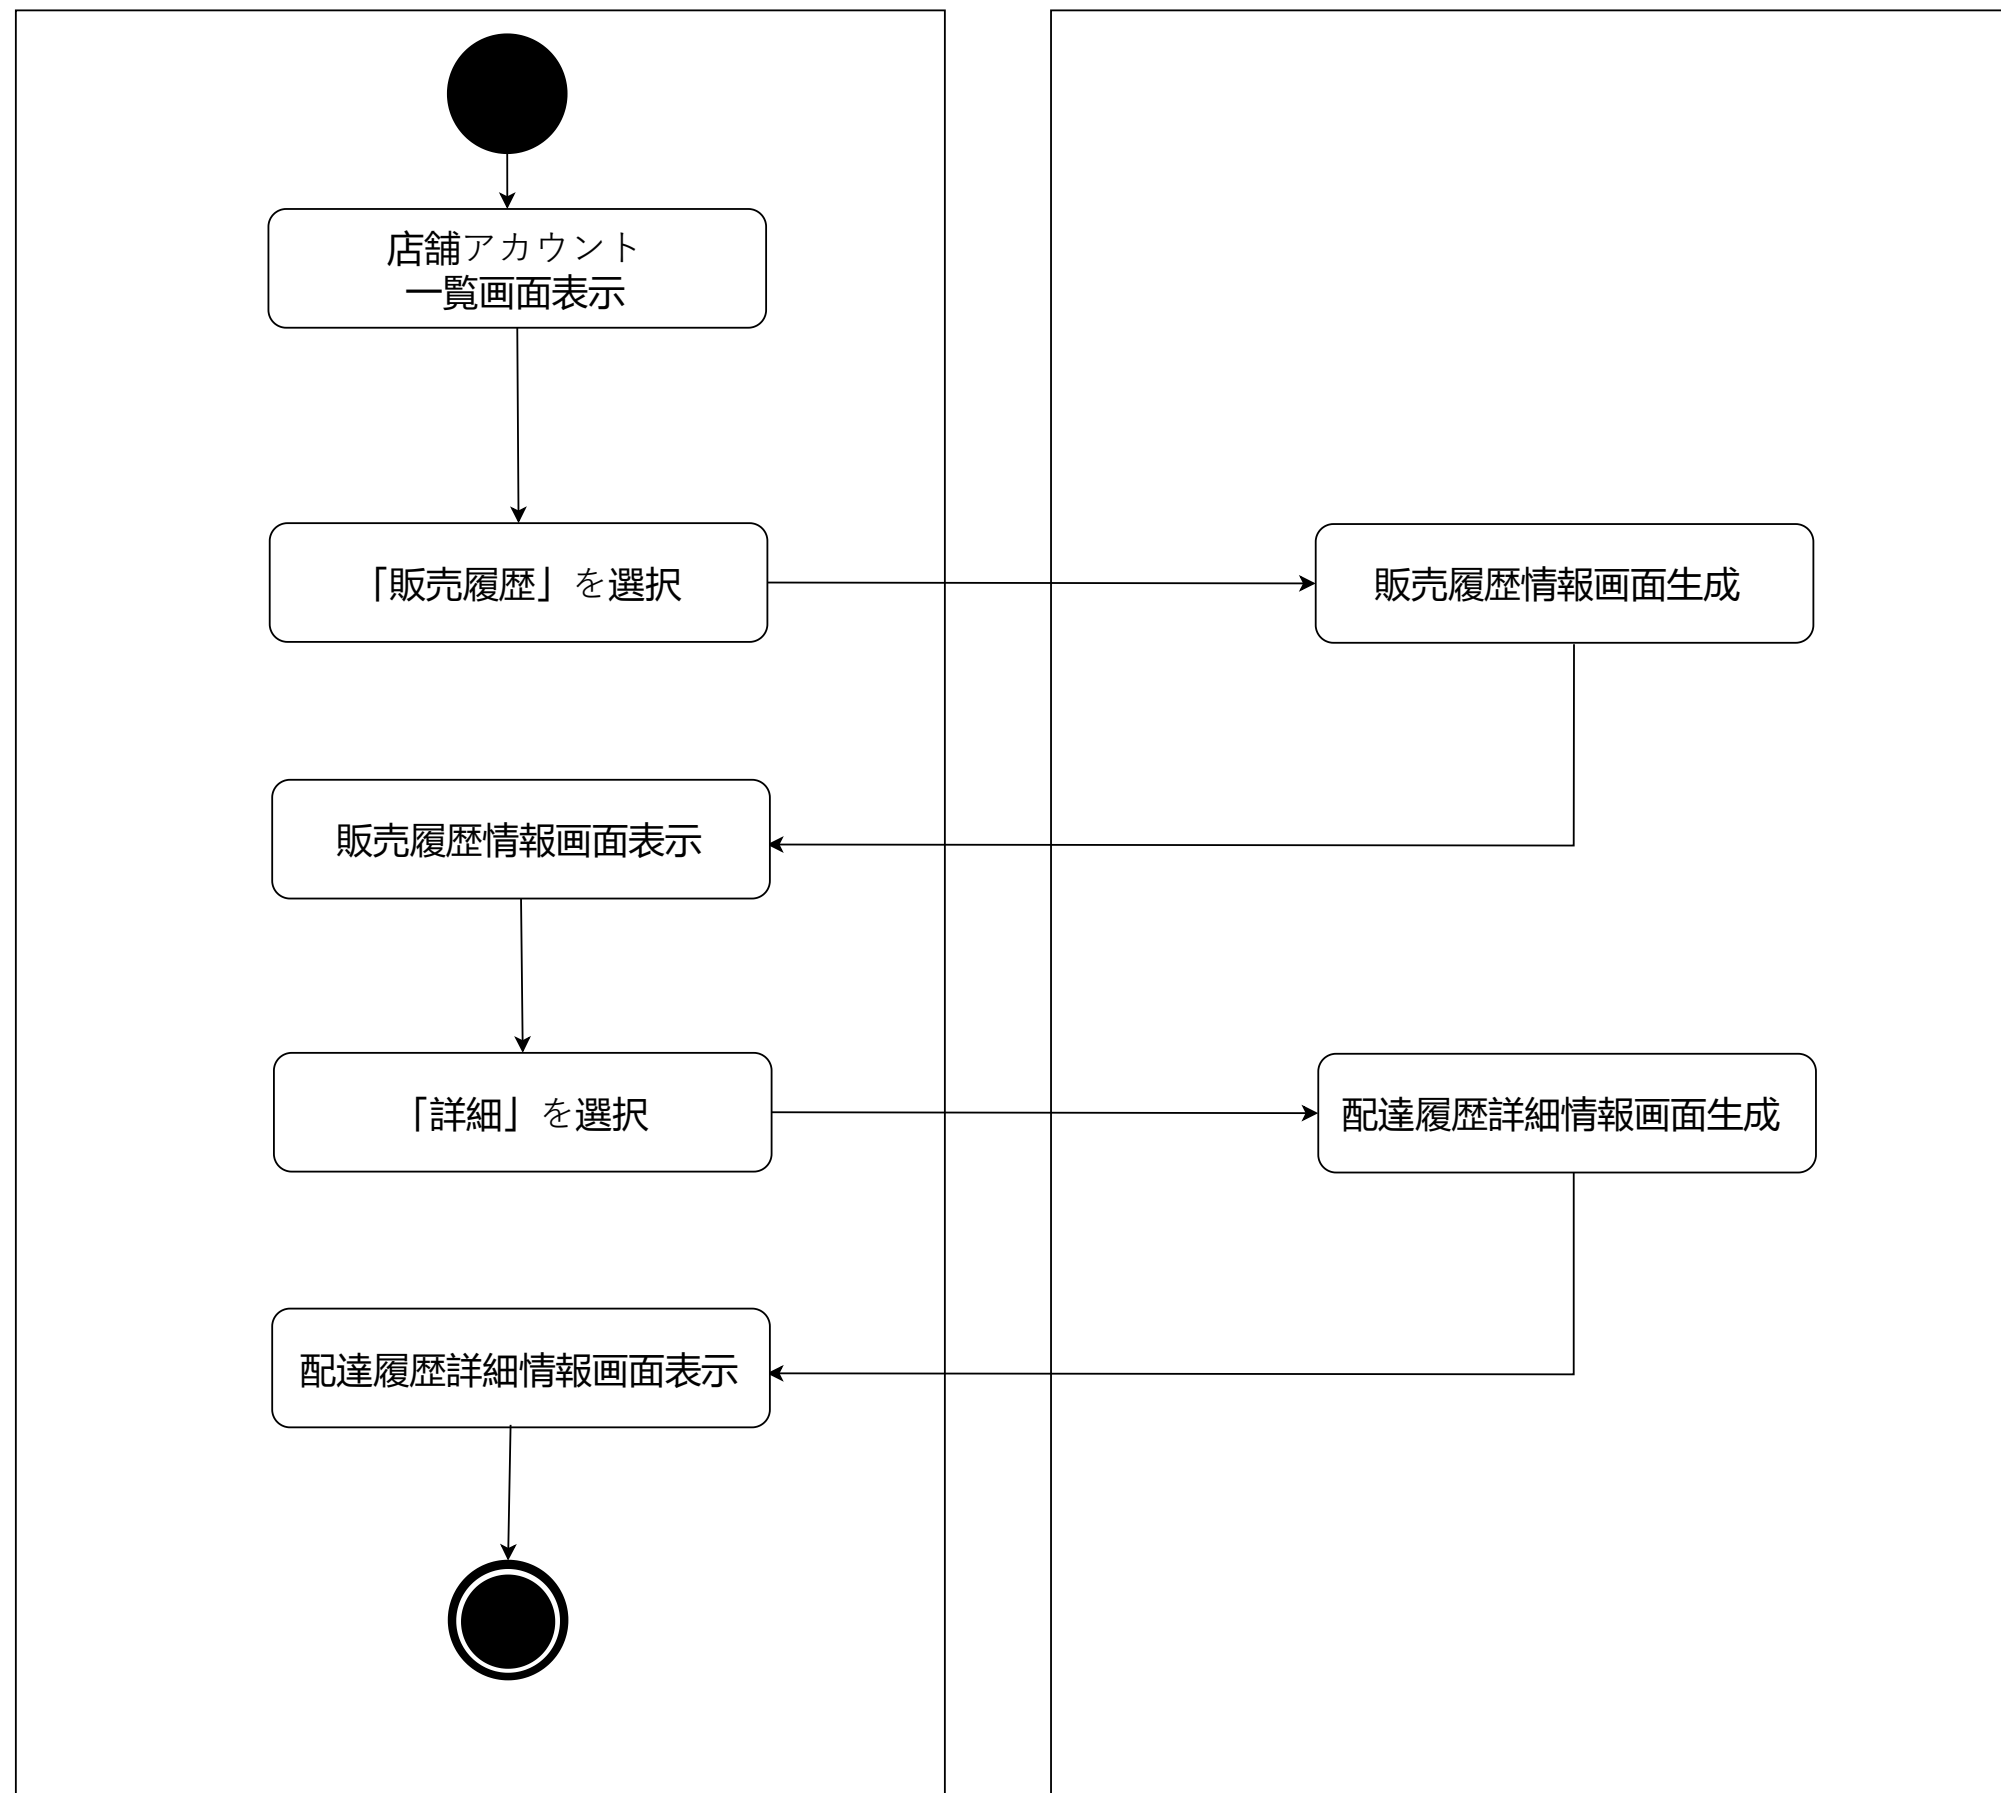 店舗アカウント
一覧画面表示
「販売履歴」を選択
販売履歴情報画面生成
販売履歴情報画面表示
「詳細」を選択
配達履歴詳細情報画面生成
配達履歴詳細情報画面表示